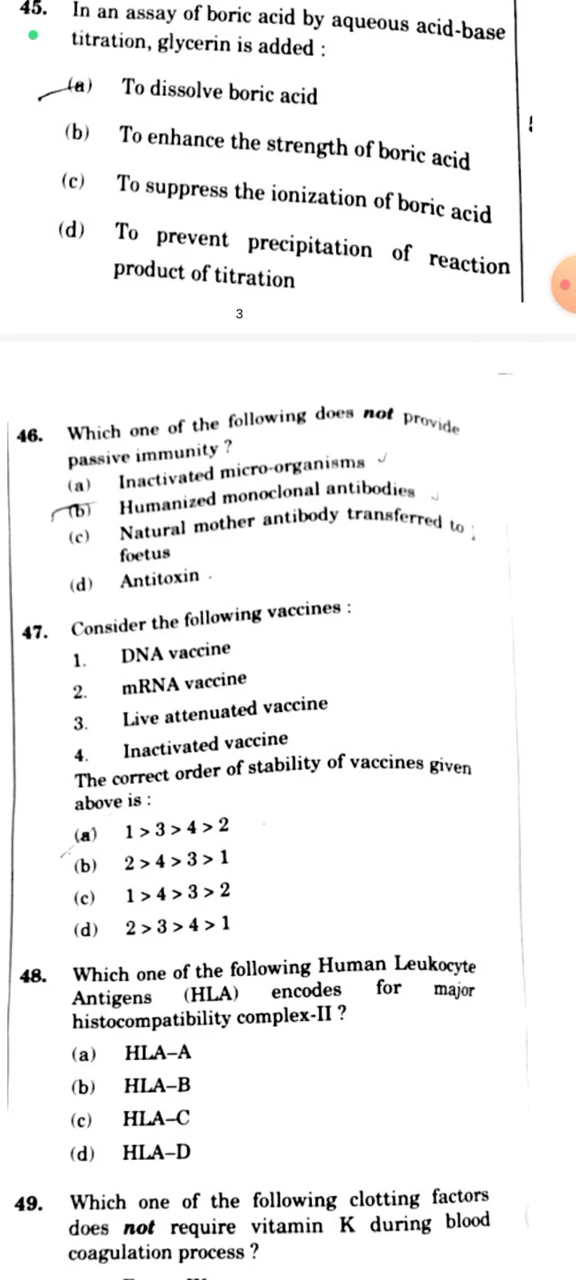 45. In an assay of boric acid by aqueous acid-base
titration, glycerin is added :
(a) To dissolve boric acid
(b) To enhance the strength of boric acid
(c) To suppress the ionization of boric acid
(d) To prevent precipitation of reaction
product of titration
3
46. Which one of the following does not provide
passive immunity ?
(a) Inactivated micro-organisms
(b) Humanized monoclonal antibodies
(c) Natural mother antibody transferred to
foetus
(d) Antitoxin
47. Consider the following vaccines :
1. DNA vaccine
2. mRNA vaccine
3. Live attenuated vaccine
4. Inactivated vaccine
The correct order of stability of vaccines given
above is :
(a) 1 > 3 > 4 > 2
(b) 2 > 4 > 3 > 1
(c) 1 > 4 > 3 > 2
(d) 2 > 3 > 4 > 1
48. Which one of the following Human Leukocyte
Antigens (HLA) encodes for major
histocompatibility complex-II ?
(a) HLA–A
(b) HLA–B
(c) HLA–C
(d) HLA–D
49. Which one of the following clotting factors
does not require vitamin K during blood
coagulation process ?